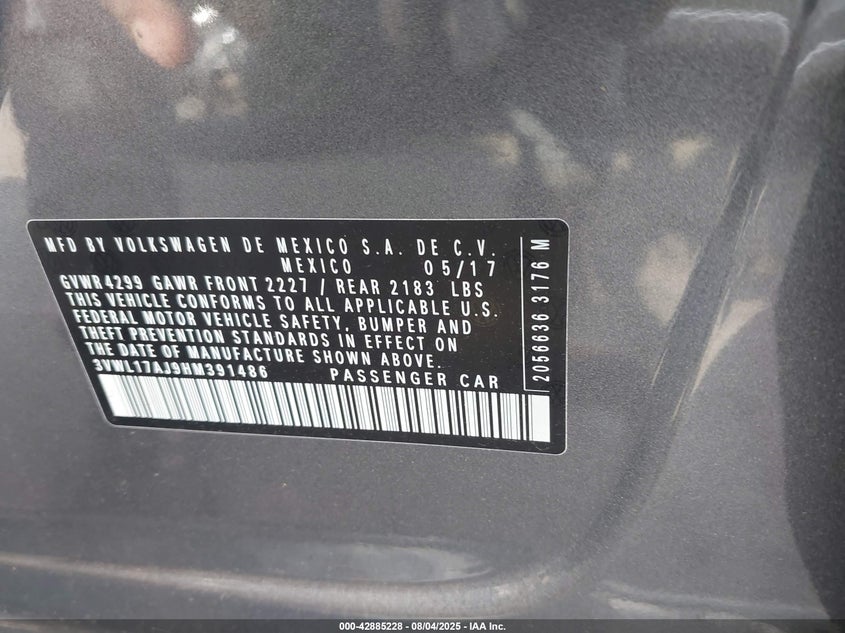 MFD BY VOLKSWAGEN DE MEXICO S.A. DE C.V.
MEXICO 05/17
GVWR 4299 GAWR FRONT 2227 / REAR 2183 LBS
THIS VEHICLE CONFORMS TO ALL APPLICABLE U.S.
FEDERAL MOTOR VEHICLE SAFETY, BUMPER AND
THEFT PREVENTION STANDARDS IN EFFECT ON
THE DATE OF MANUFACTURE SHOWN ABOVE.
3VWL17AJ9HM391486 PASSENGER CAR
2056636 3176 M
000-42885228 - 08/04/2025 - IAA Inc.